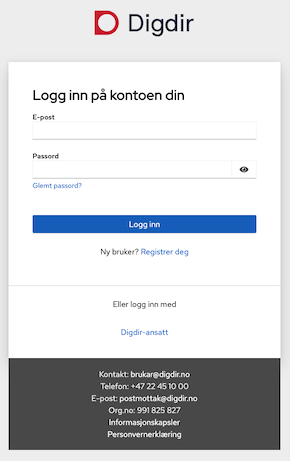 Digdir
Logg inn på kontoen din
E-post
Passord
Glemt passord?
Logg inn
Ny bruker? Registrer deg
Eller logg inn med
Digdir-ansatt
Kontakt: brukar@digdir.no
Telefon: +47 22 45 10 00
E-post: postmottak@digdir.no
Org.no: 991 825 827
Informasjonskapsler
Personvernerklæring